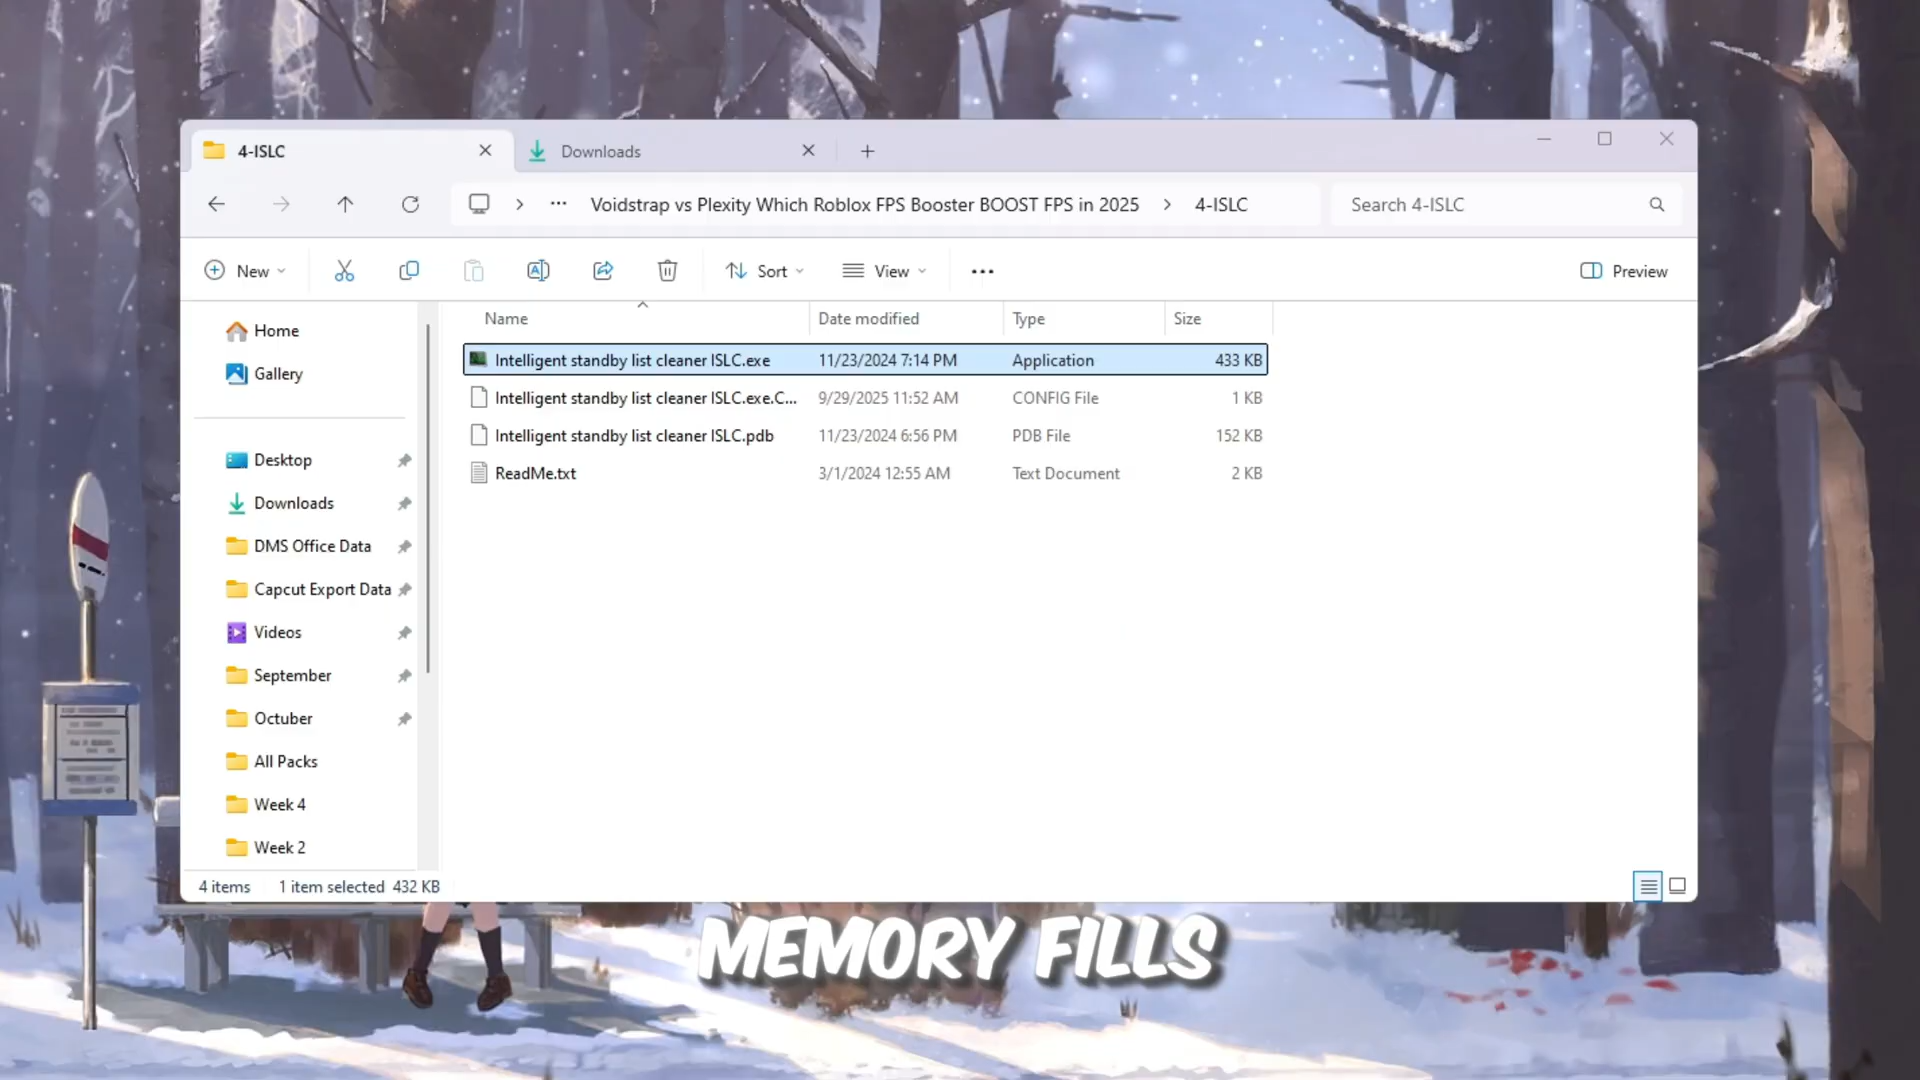 4-ISLC
Downloads
Voidstrap vs Plexity Which Roblox FPS Booster BOOST FPS in 2025 > 4-ISLC
Search 4-ISLC
New
Sort
View
Preview
Name Date modified Type Size
Intelligent standby list cleaner ISLC.exe 11/23/2024 7:14 PM Application 433 KB
Intelligent standby list cleaner ISLC.exe.C... 9/29/2025 11:52 AM CONFIG File 1 KB
Intelligent standby list cleaner ISLC.pdb 11/23/2024 6:56 PM PDB File 152 KB
ReadMe.txt 3/1/2024 12:55 AM Text Document 2 KB
Home
Gallery
Desktop
Downloads
DMS Office Data
Capcut Export Data
Videos
September
Octuber
All Packs
Week 4
Week 2
4 items 1 item selected 432 KB
MEMORY FILLS